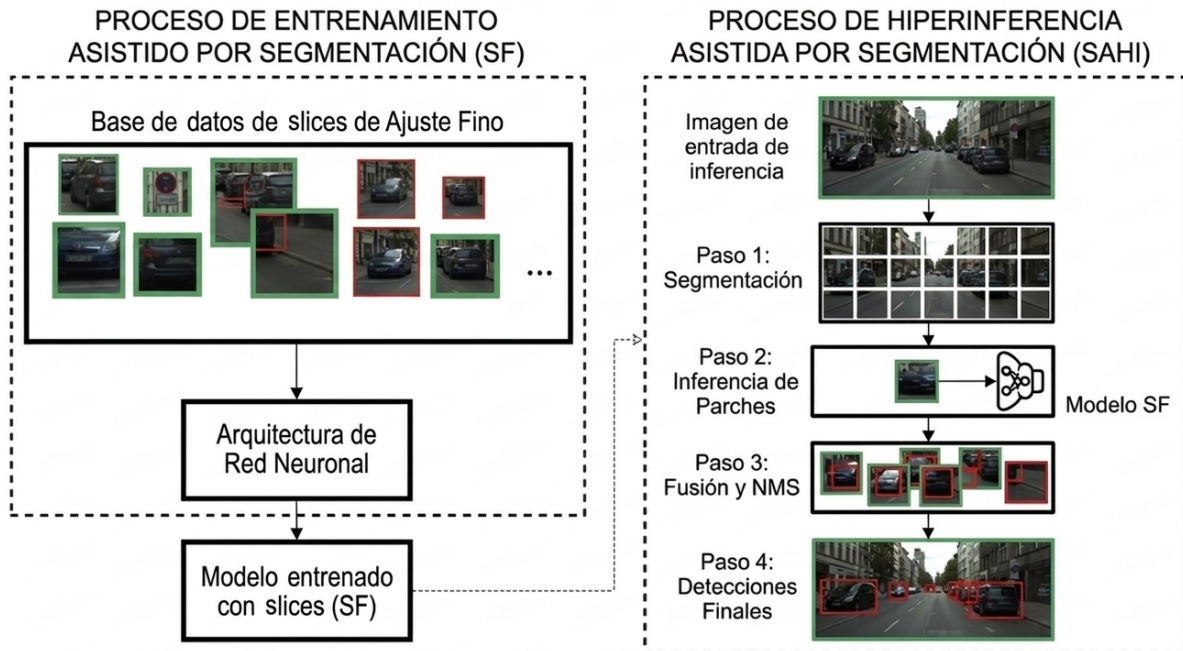 PROCESO DE ENTRENAMIENTO
ASISTIDO POR SEGMENTACIÓN (SF)
Base de datos de slices de Ajuste Fino
...
Arquitectura de
Red Neuronal
Modelo entrenado
con slices (SF)
PROCESO DE HIPERINFERENCIA
ASISTIDA POR SEGMENTACIÓN (SAHI)
Imagen de
entrada de
inferencia
Paso 1:
Segmentación
Paso 2:
Inferencia de
Parches
Modelo SF
Paso 3:
Fusión y NMS
Paso 4:
Detecciones
Finales